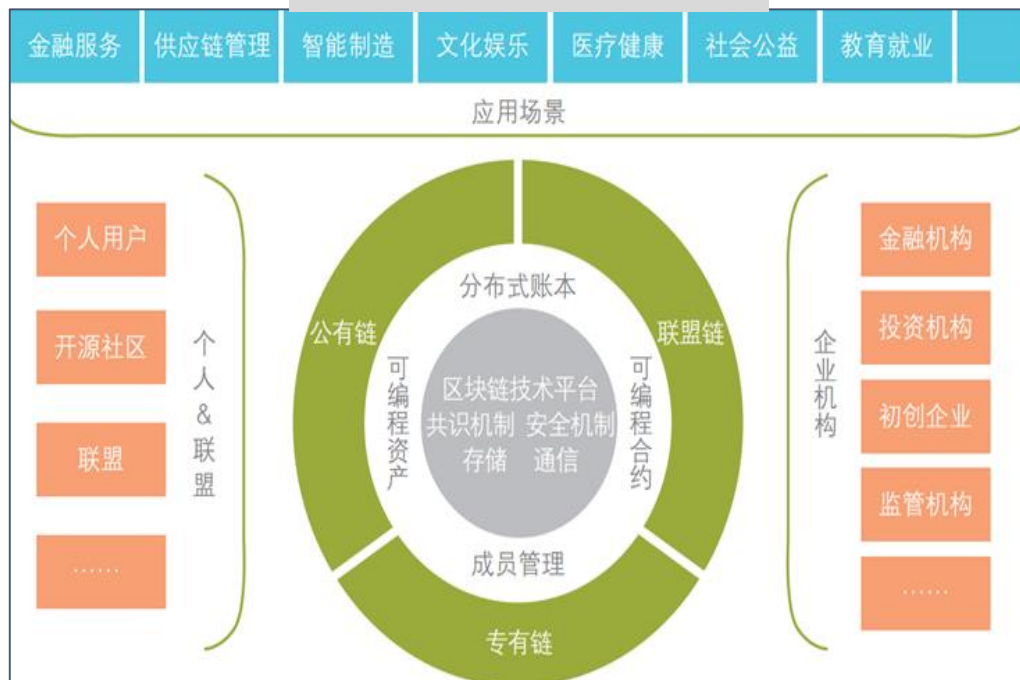 金融服务 供应链管理 智能制造 文化娱乐 医疗健康 社会公益 教育就业
应用场景
个人用户
开源社区
联盟
······
个人&联盟
公有链
联盟链
专有链
分布式账本
可编程资产
可编程合约
成员管理
区块链技术平台
共识机制 安全机制
存储 通信
企业机构
金融机构
投资机构
初创企业
监管机构
······